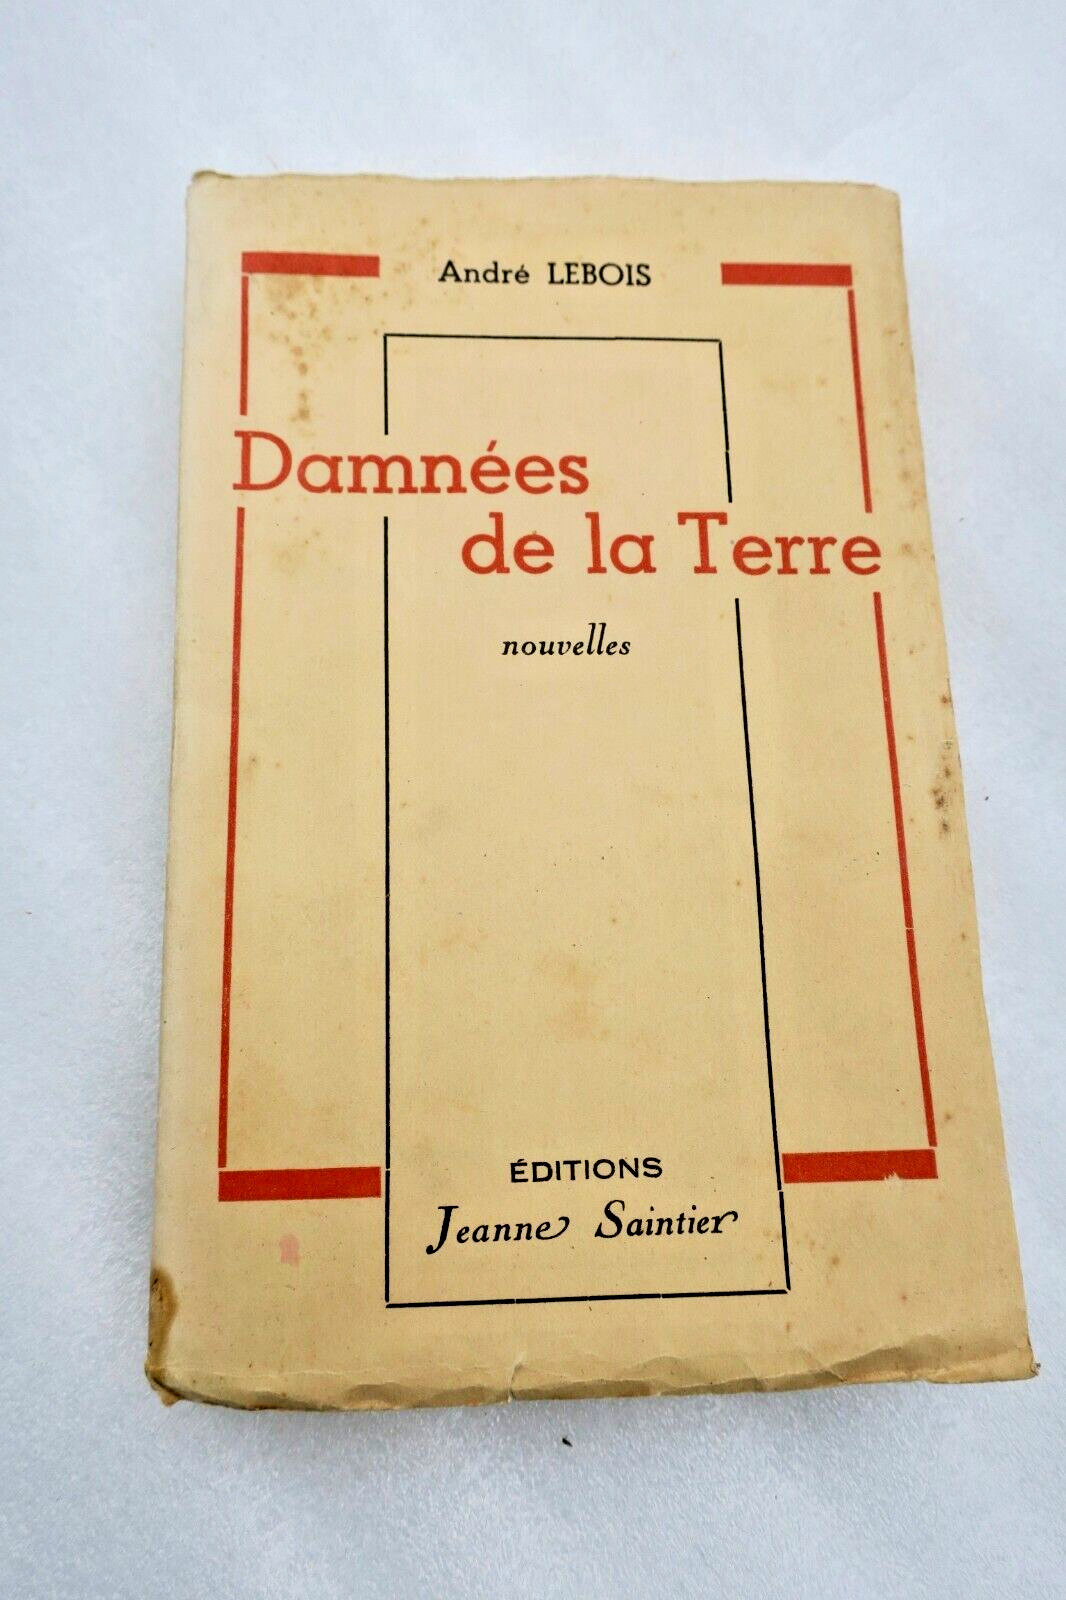 André LEBOIS
Damnées
de la Terre
nouvelles
ÉDITIONS
Jeanne Saintier